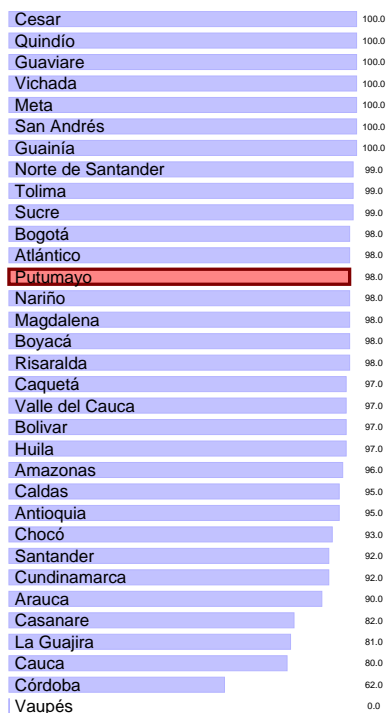 Cesar 100.0
Quindío 100.0
Guaviare 100.0
Vichada 100.0
Meta 100.0
San Andrés 100.0
Guainía 100.0
Norte de Santander 99.0
Tolima 99.0
Sucre 99.0
Bogotá 98.0
Atlántico 98.0
Putumayo 98.0
Nariño 98.0
Magdalena 98.0
Boyacá 98.0
Risaralda 98.0
Caquetá 97.0
Valle del Cauca 97.0
Bolivar 97.0
Huila 97.0
Amazonas 96.0
Caldas 95.0
Antioquia 95.0
Chocó 93.0
Santander 92.0
Cundinamarca 92.0
Arauca 90.0
Casanare 82.0
La Guajira 81.0
Cauca 80.0
Córdoba 62.0
Vaupés 0.0